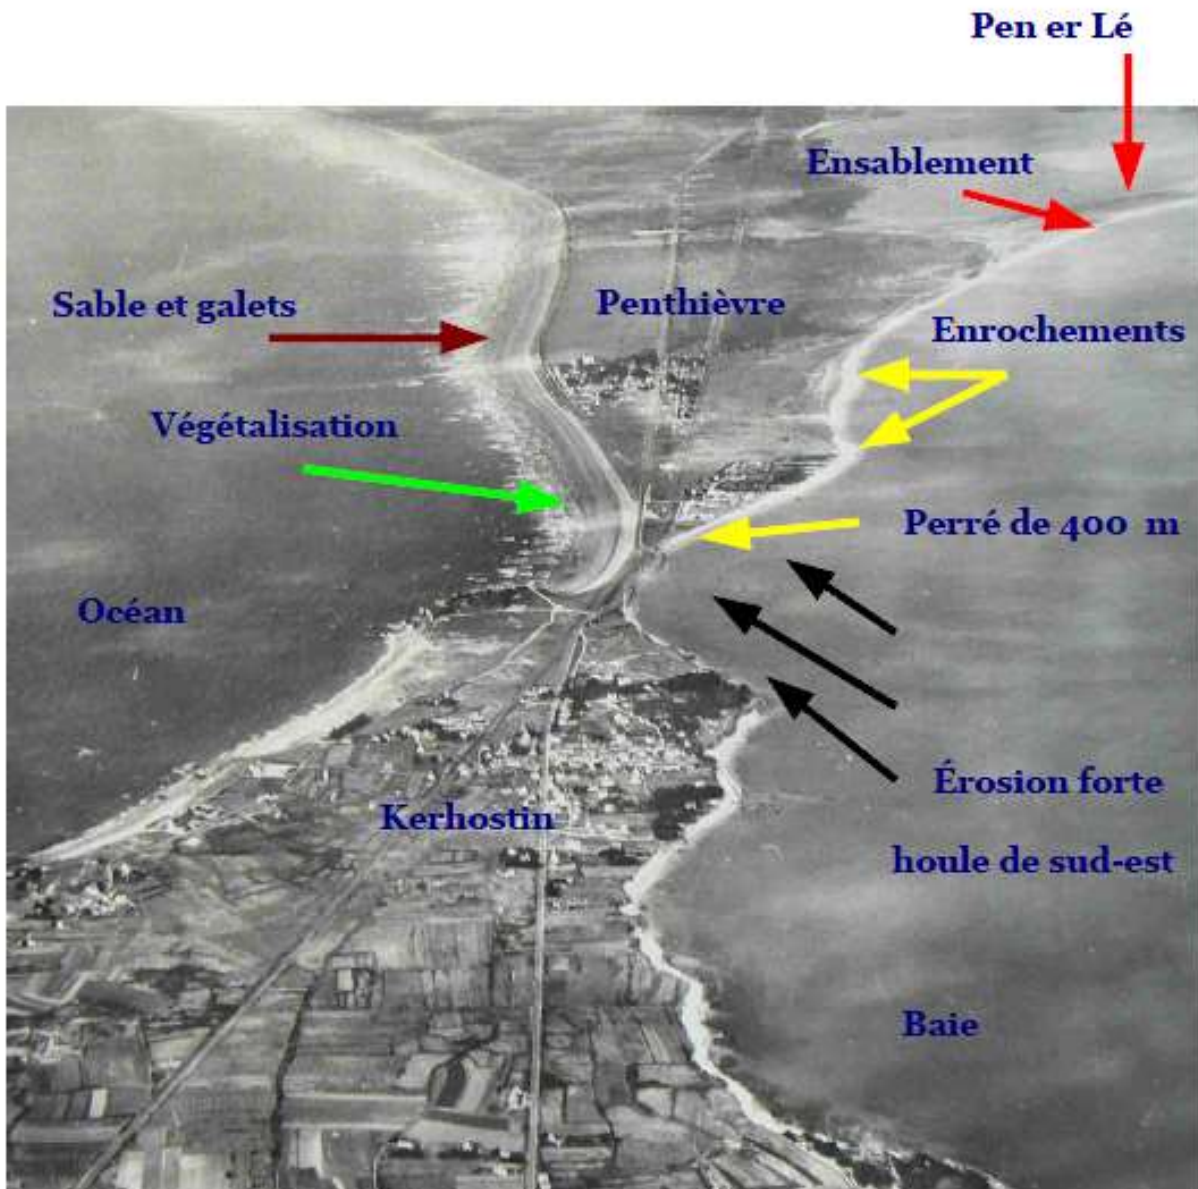 Pen er Lé
Ensablement
Sable et galets
Penthièvre
Enrochements
Végétalisation
Perré de 400 m
Océan
Érosion forte
Kerhostin
houle de sud-est
Baie